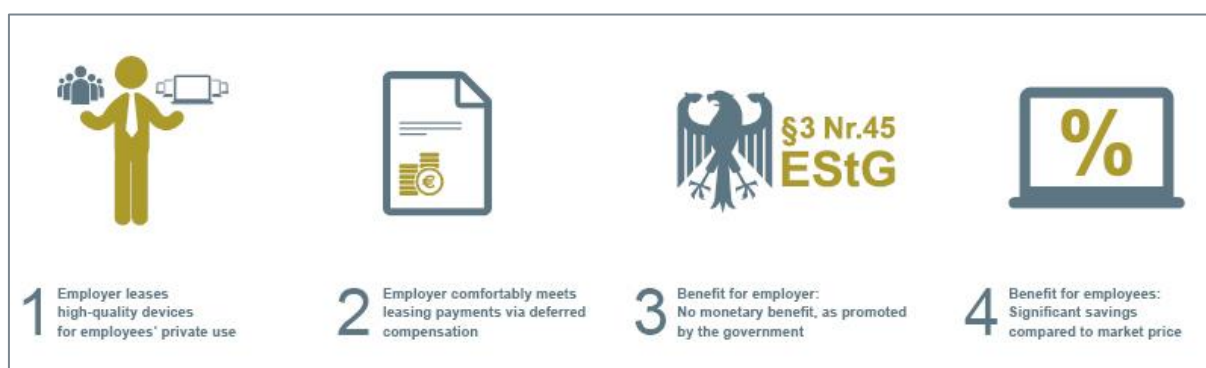 §3 Nr.45
EStG
€
%
1 Employer leases
high-quality devices
for employees' private use
2 Employer comfortably meets
leasing payments via deferred
compensation
3 Benefit for employer:
No monetary benefit, as promoted
by the government
4 Benefit for employees:
Significant savings
compared to market price